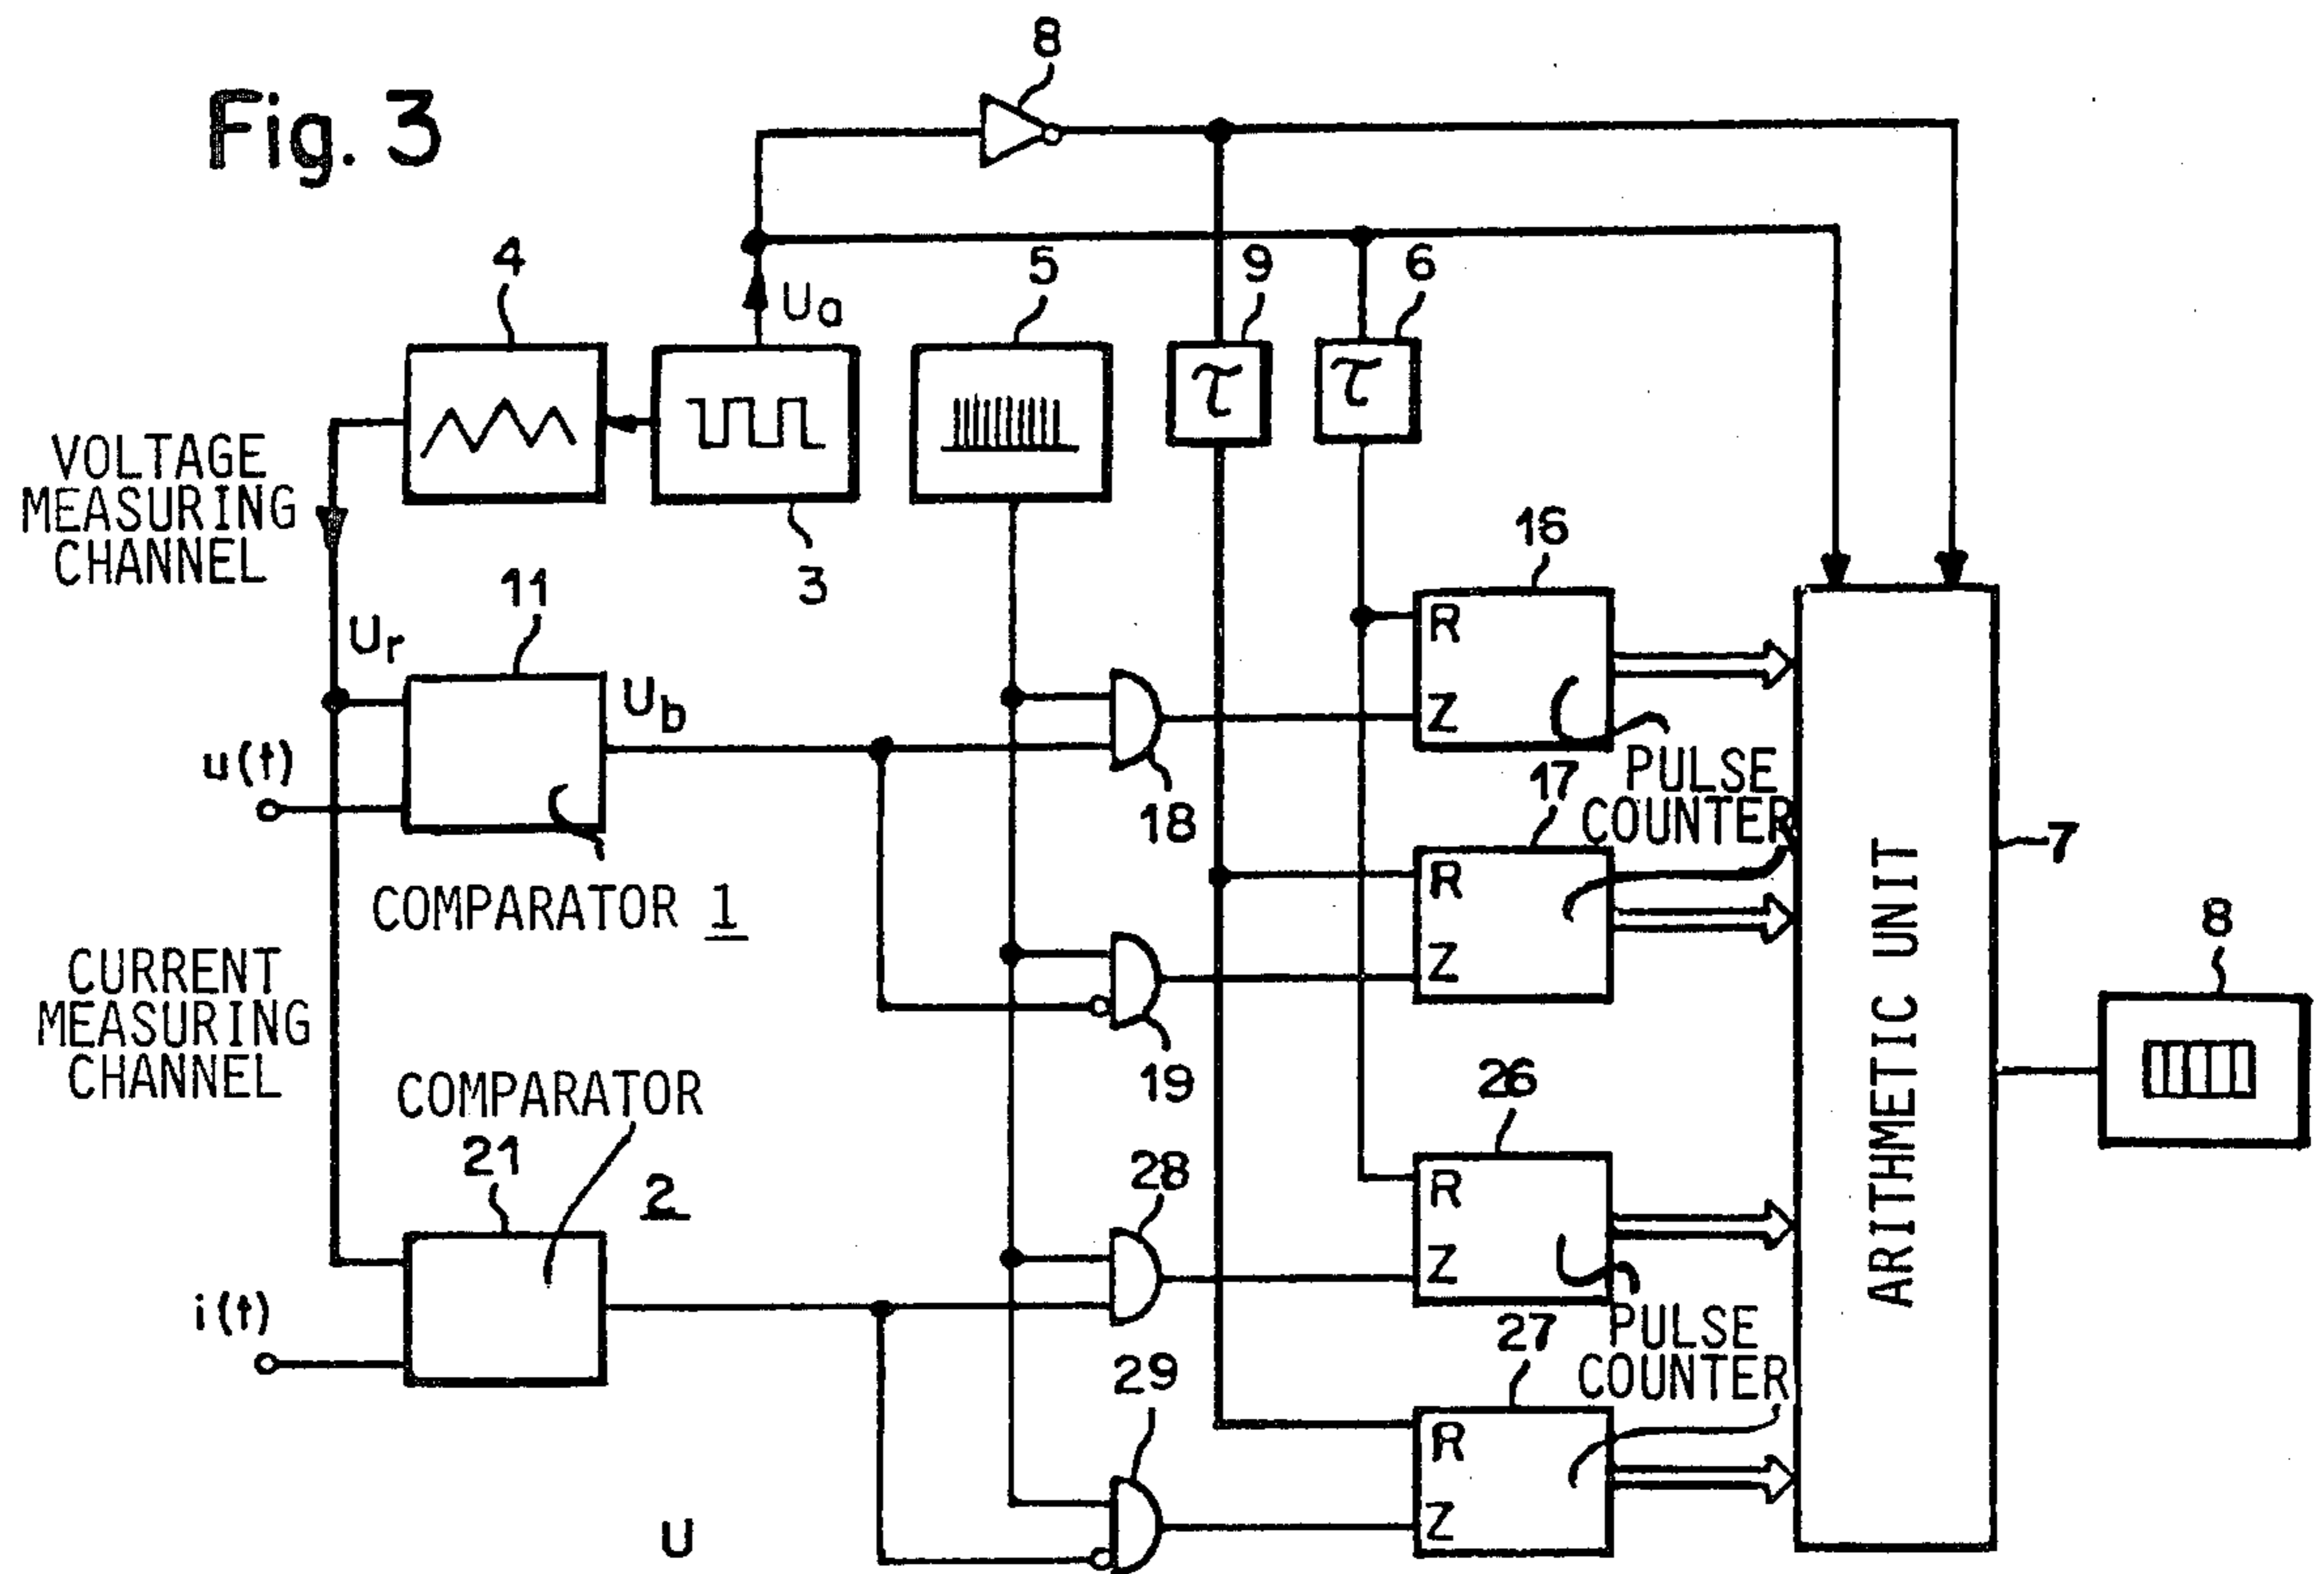 Fig. 3
8
4
5
9
6
Ua
τ
τ
VOLTAGE
MEASURING
CHANNEL
3
11
16
Ur
Ub
R
Z
u(t)
18
17
PULSE
COUNTER
COMPARATOR 1
R
Z
7
ARITHMETIC UNIT
8
CURRENT
MEASURING
CHANNEL
19
26
COMPARATOR
21
2
28
R
Z
i(t)
29
27
PULSE
COUNTER
R
Z
U